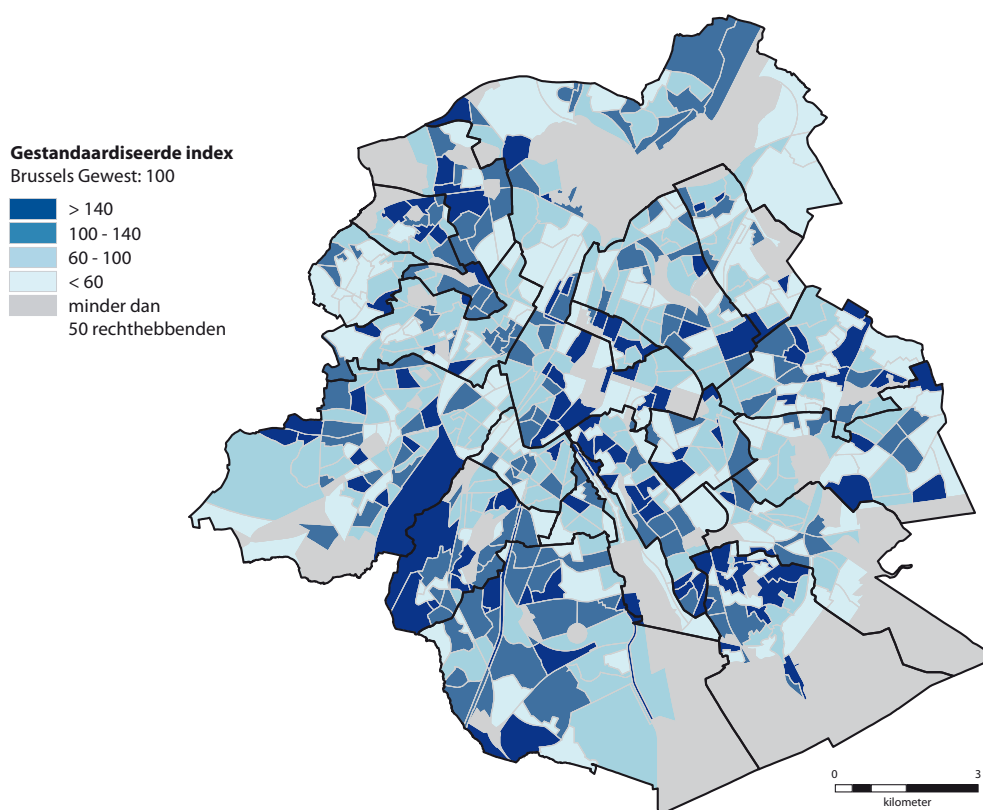 Gestandaardiseerde index
Brussels Gewest: 100
> 140
100 - 140
60 - 100
< 60
minder dan
50 rechthebbenden
0 3
kilometer